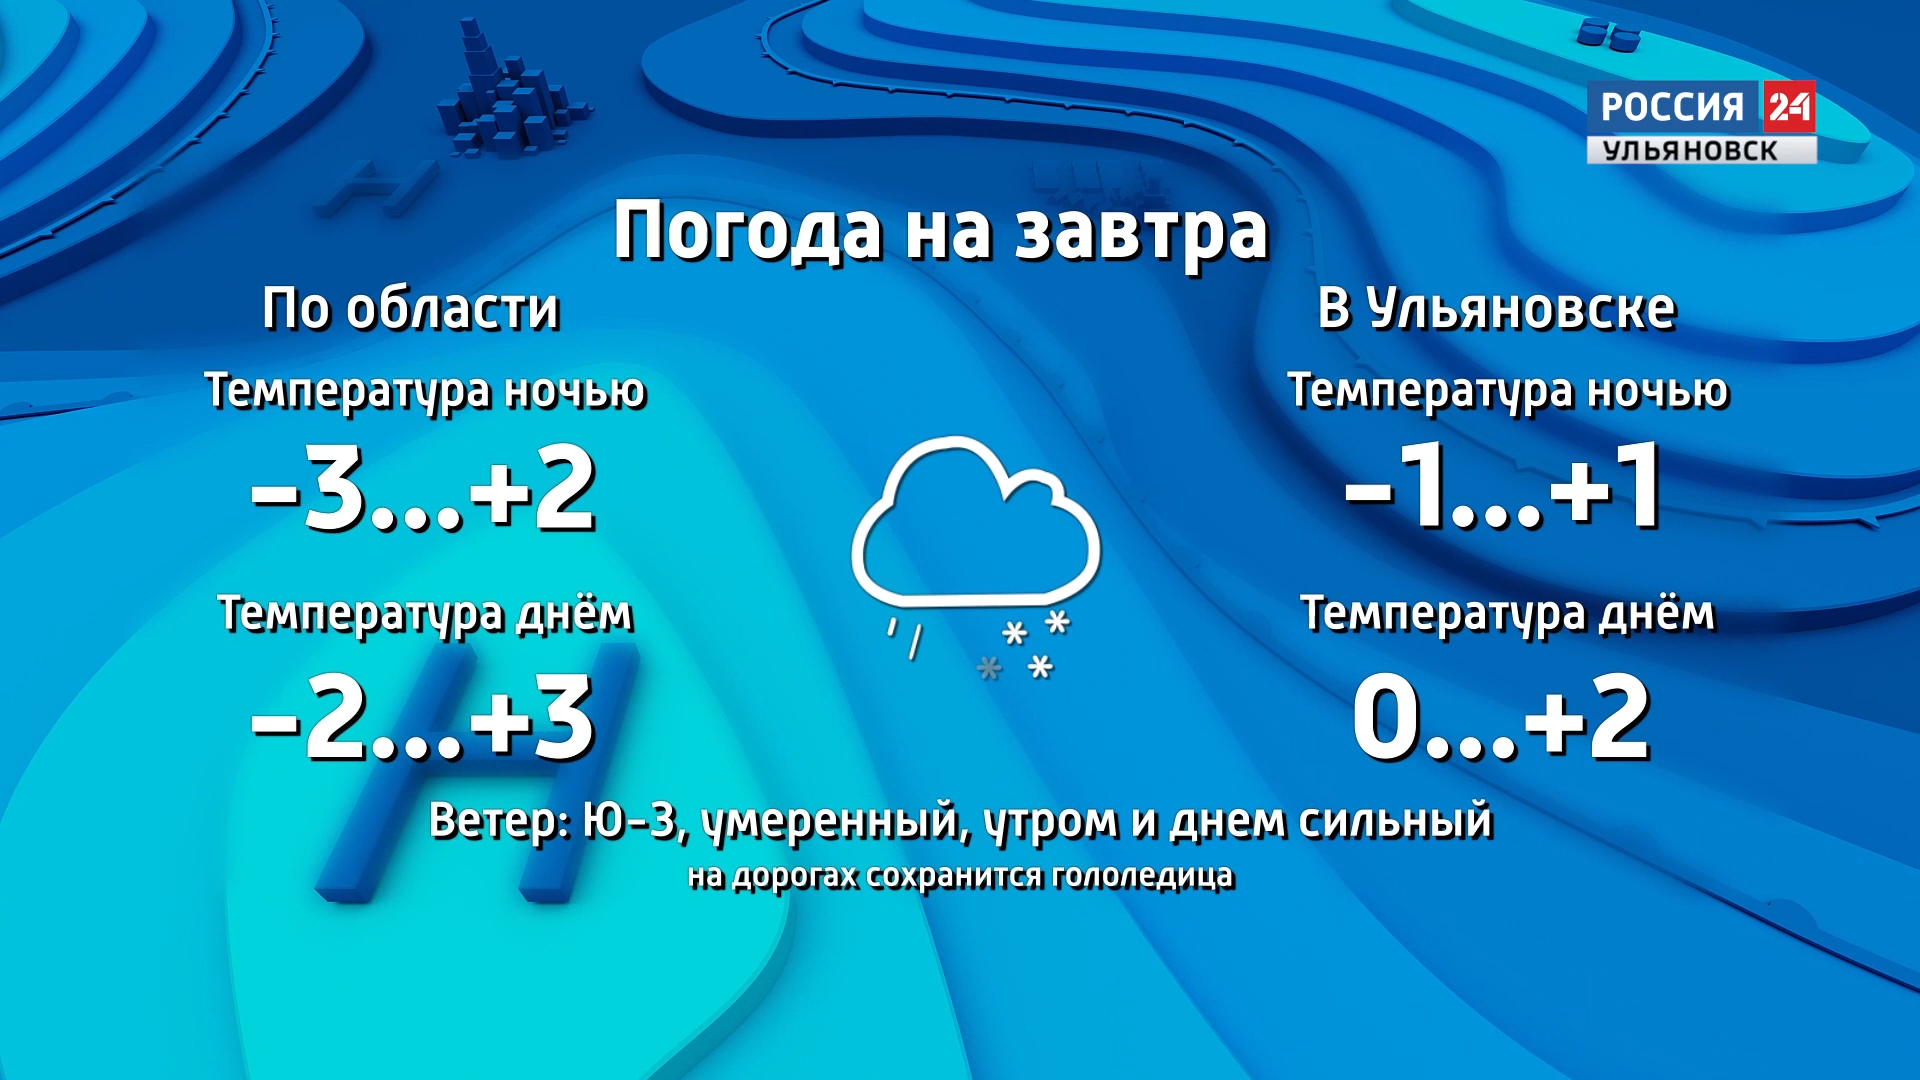 РОССИЯ 24
УЛЬЯНОВСК
Погода на завтра
По области
Температура ночью
-3...+2
Температура днём
-2...+3
В Ульяновске
Температура ночью
-1...+1
Температура днём
0...+2
Ветер: Ю-З, умеренный, утром и днем сильный
на дорогах сохранится гололедица